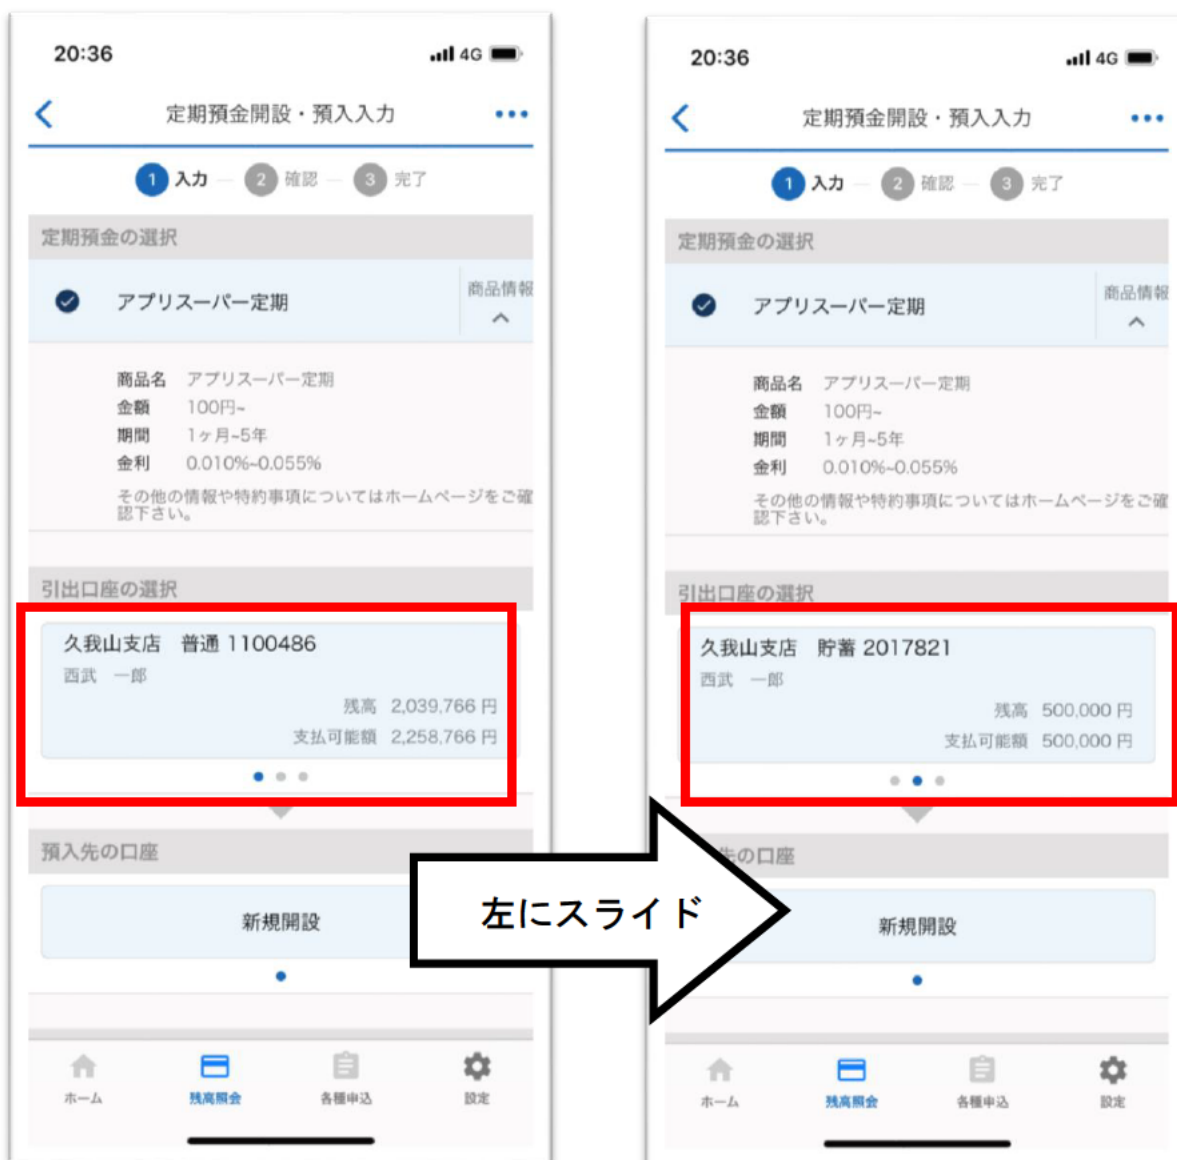 20:36
4G
定期預金開設・預入入力
1 入力 2 確認 3 完了
定期預金の選択
アプリスーパー定期
商品情報
商品名 アプリスーパー定期
金額 100円~
期間 1ヶ月~5年
金利 0.010%~0.055%
その他の情報や特約事項についてはホームページをご確
認下さい。
引出口座の選択
久我山支店 普通 1100486
西武 一郎
残高 2,039,766 円
支払可能額 2,258,766 円
預入先の口座
新規開設
ホーム
残高照会
各種申込
設定
左にスライド
20:36
4G
定期預金開設・預入入力
1 入力 2 確認 3 完了
定期預金の選択
アプリスーパー定期
商品情報
商品名 アプリスーパー定期
金額 100円~
期間 1ヶ月~5年
金利 0.010%~0.055%
その他の情報や特約事項についてはホームページをご確
認下さい。
引出口座の選択
久我山支店 貯蓄 2017821
西武 一郎
残高 500,000 円
支払可能額 500,000 円
先の口座
新規開設
ホーム
残高照会
各種申込
設定